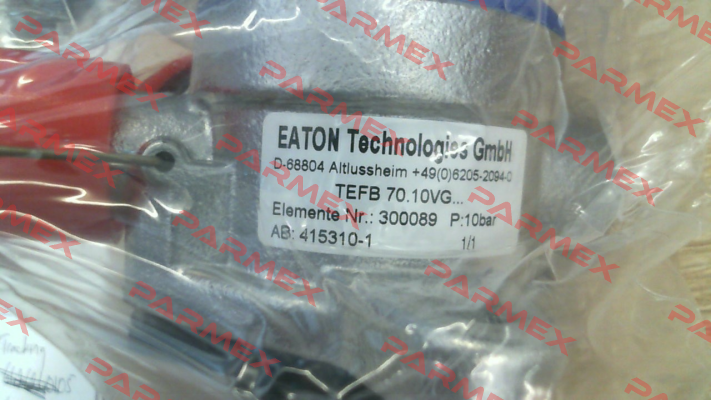 EATON Technologies GmbH
D-68804 Altlussheim +49(0)6205-2094-0
TEFB 70.10VG...
Elemente Nr.: 300089 P:10bar
AB: 415310-1 1/1
PARMEX